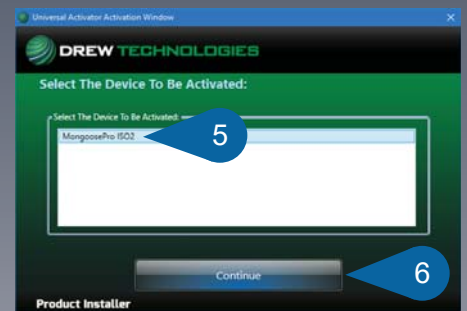 Universal Activator Activation Window
DREW TECHNOLOGIES
Select The Device To Be Activated:
Select The Device To Be Activated:
MongoosePro ISO2
5
Continue
6
Product Installer